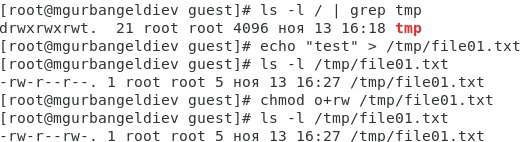 [root@mgurbangeldiev guest]# ls -l / | grep tmp
drwxrwxrwt.  21 root root 4096 ноя 13 16:18 tmp
[root@mgurbangeldiev guest]# echo "test" > /tmp/file01.txt
[root@mgurbangeldiev guest]# ls -l /tmp/file01.txt
-rw-r--r--. 1 root root 5 ноя 13 16:27 /tmp/file01.txt
[root@mgurbangeldiev guest]# chmod o+rw /tmp/file01.txt
[root@mgurbangeldiev guest]# ls -l /tmp/file01.txt
-rw-r--rw-. 1 root root 5 ноя 13 16:27 /tmp/file01.txt